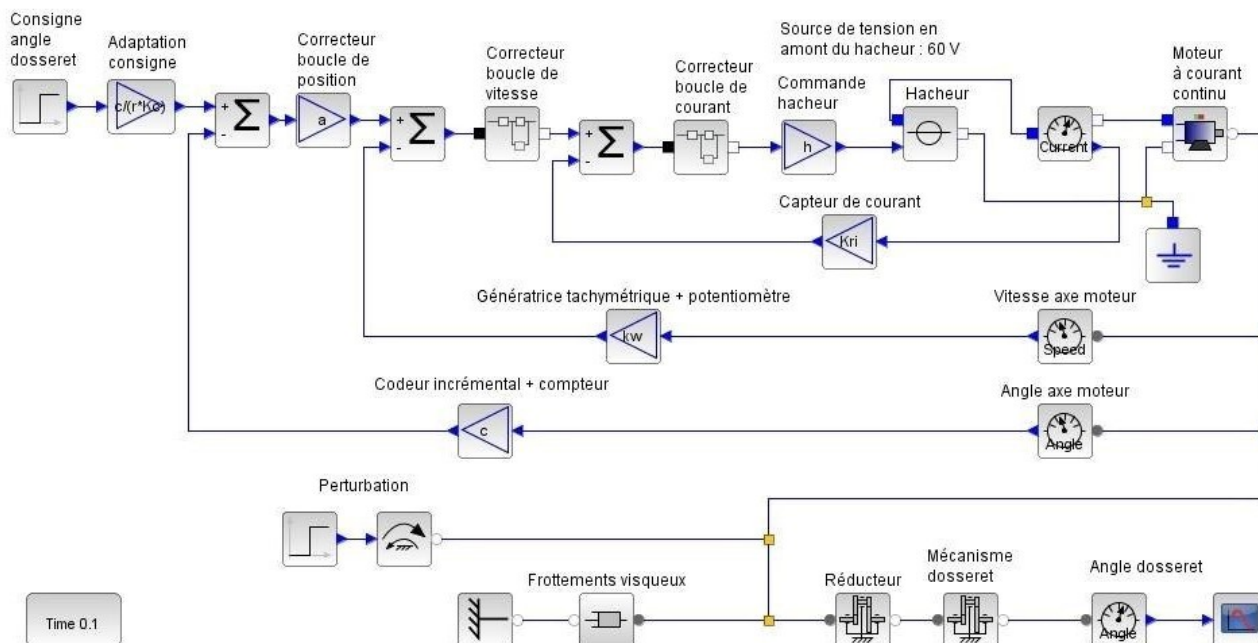 Consigne
angle
dosseret
Adaptation
consigne
Correcteur
boucle de
position
Correcteur
boucle de
vitesse
Correcteur
boucle de
courant
Source de tension en
amont du hacheur : 60 V
Commande
hacheur
Hacheur
Moteur
à courant
continu
c/(r*Kc)
+
-
Σ
a
+
-
Σ
+
-
Σ
h
Current
Capteur de courant
Kri
Génératrice tachymétrique + potentiomètre
kw
Vitesse axe moteur
Speed
Codeur incrémental + compteur
c
Angle axe moteur
Angle
Perturbation
Frottements visqueux
Réducteur
Mécanisme
dosseret
Angle dosseret
Angle
Time 0.1